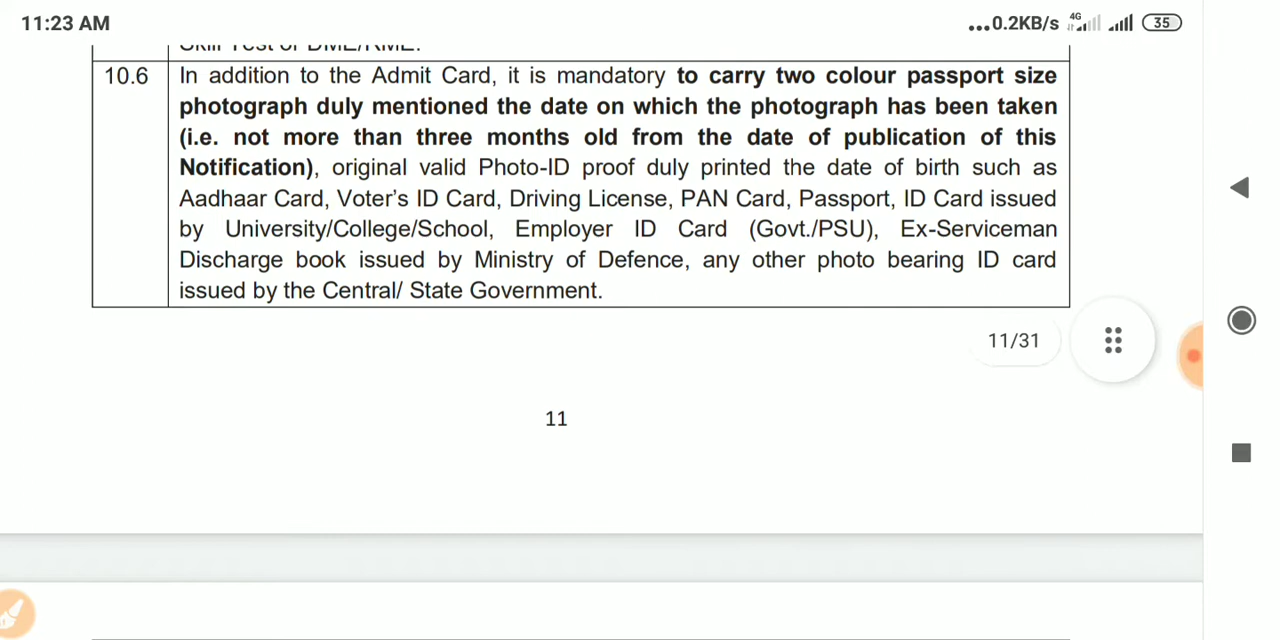 11:23 AM
...0.2KB/s 4G 35
10.6 In addition to the Admit Card, it is mandatory to carry two colour passport size
photograph duly mentioned the date on which the photograph has been taken
(i.e. not more than three months old from the date of publication of this
Notification), original valid Photo-ID proof duly printed the date of birth such as
Aadhaar Card, Voter's ID Card, Driving License, PAN Card, Passport, ID Card issued
by University/College/School, Employer ID Card (Govt./PSU), Ex-Serviceman
Discharge book issued by Ministry of Defence, any other photo bearing ID card
issued by the Central/ State Government.
11/31
11